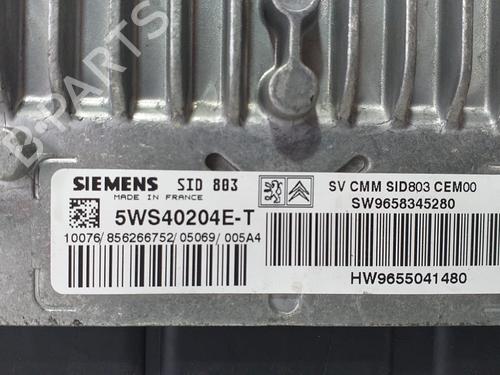 B-PARTS
SIEMENS SID 803
MADE IN FRANCE
5WS40204E-T
10076/856266752/05069/005A4
SV CMM SID803 CEM00
SW9658345280
HW9655041480